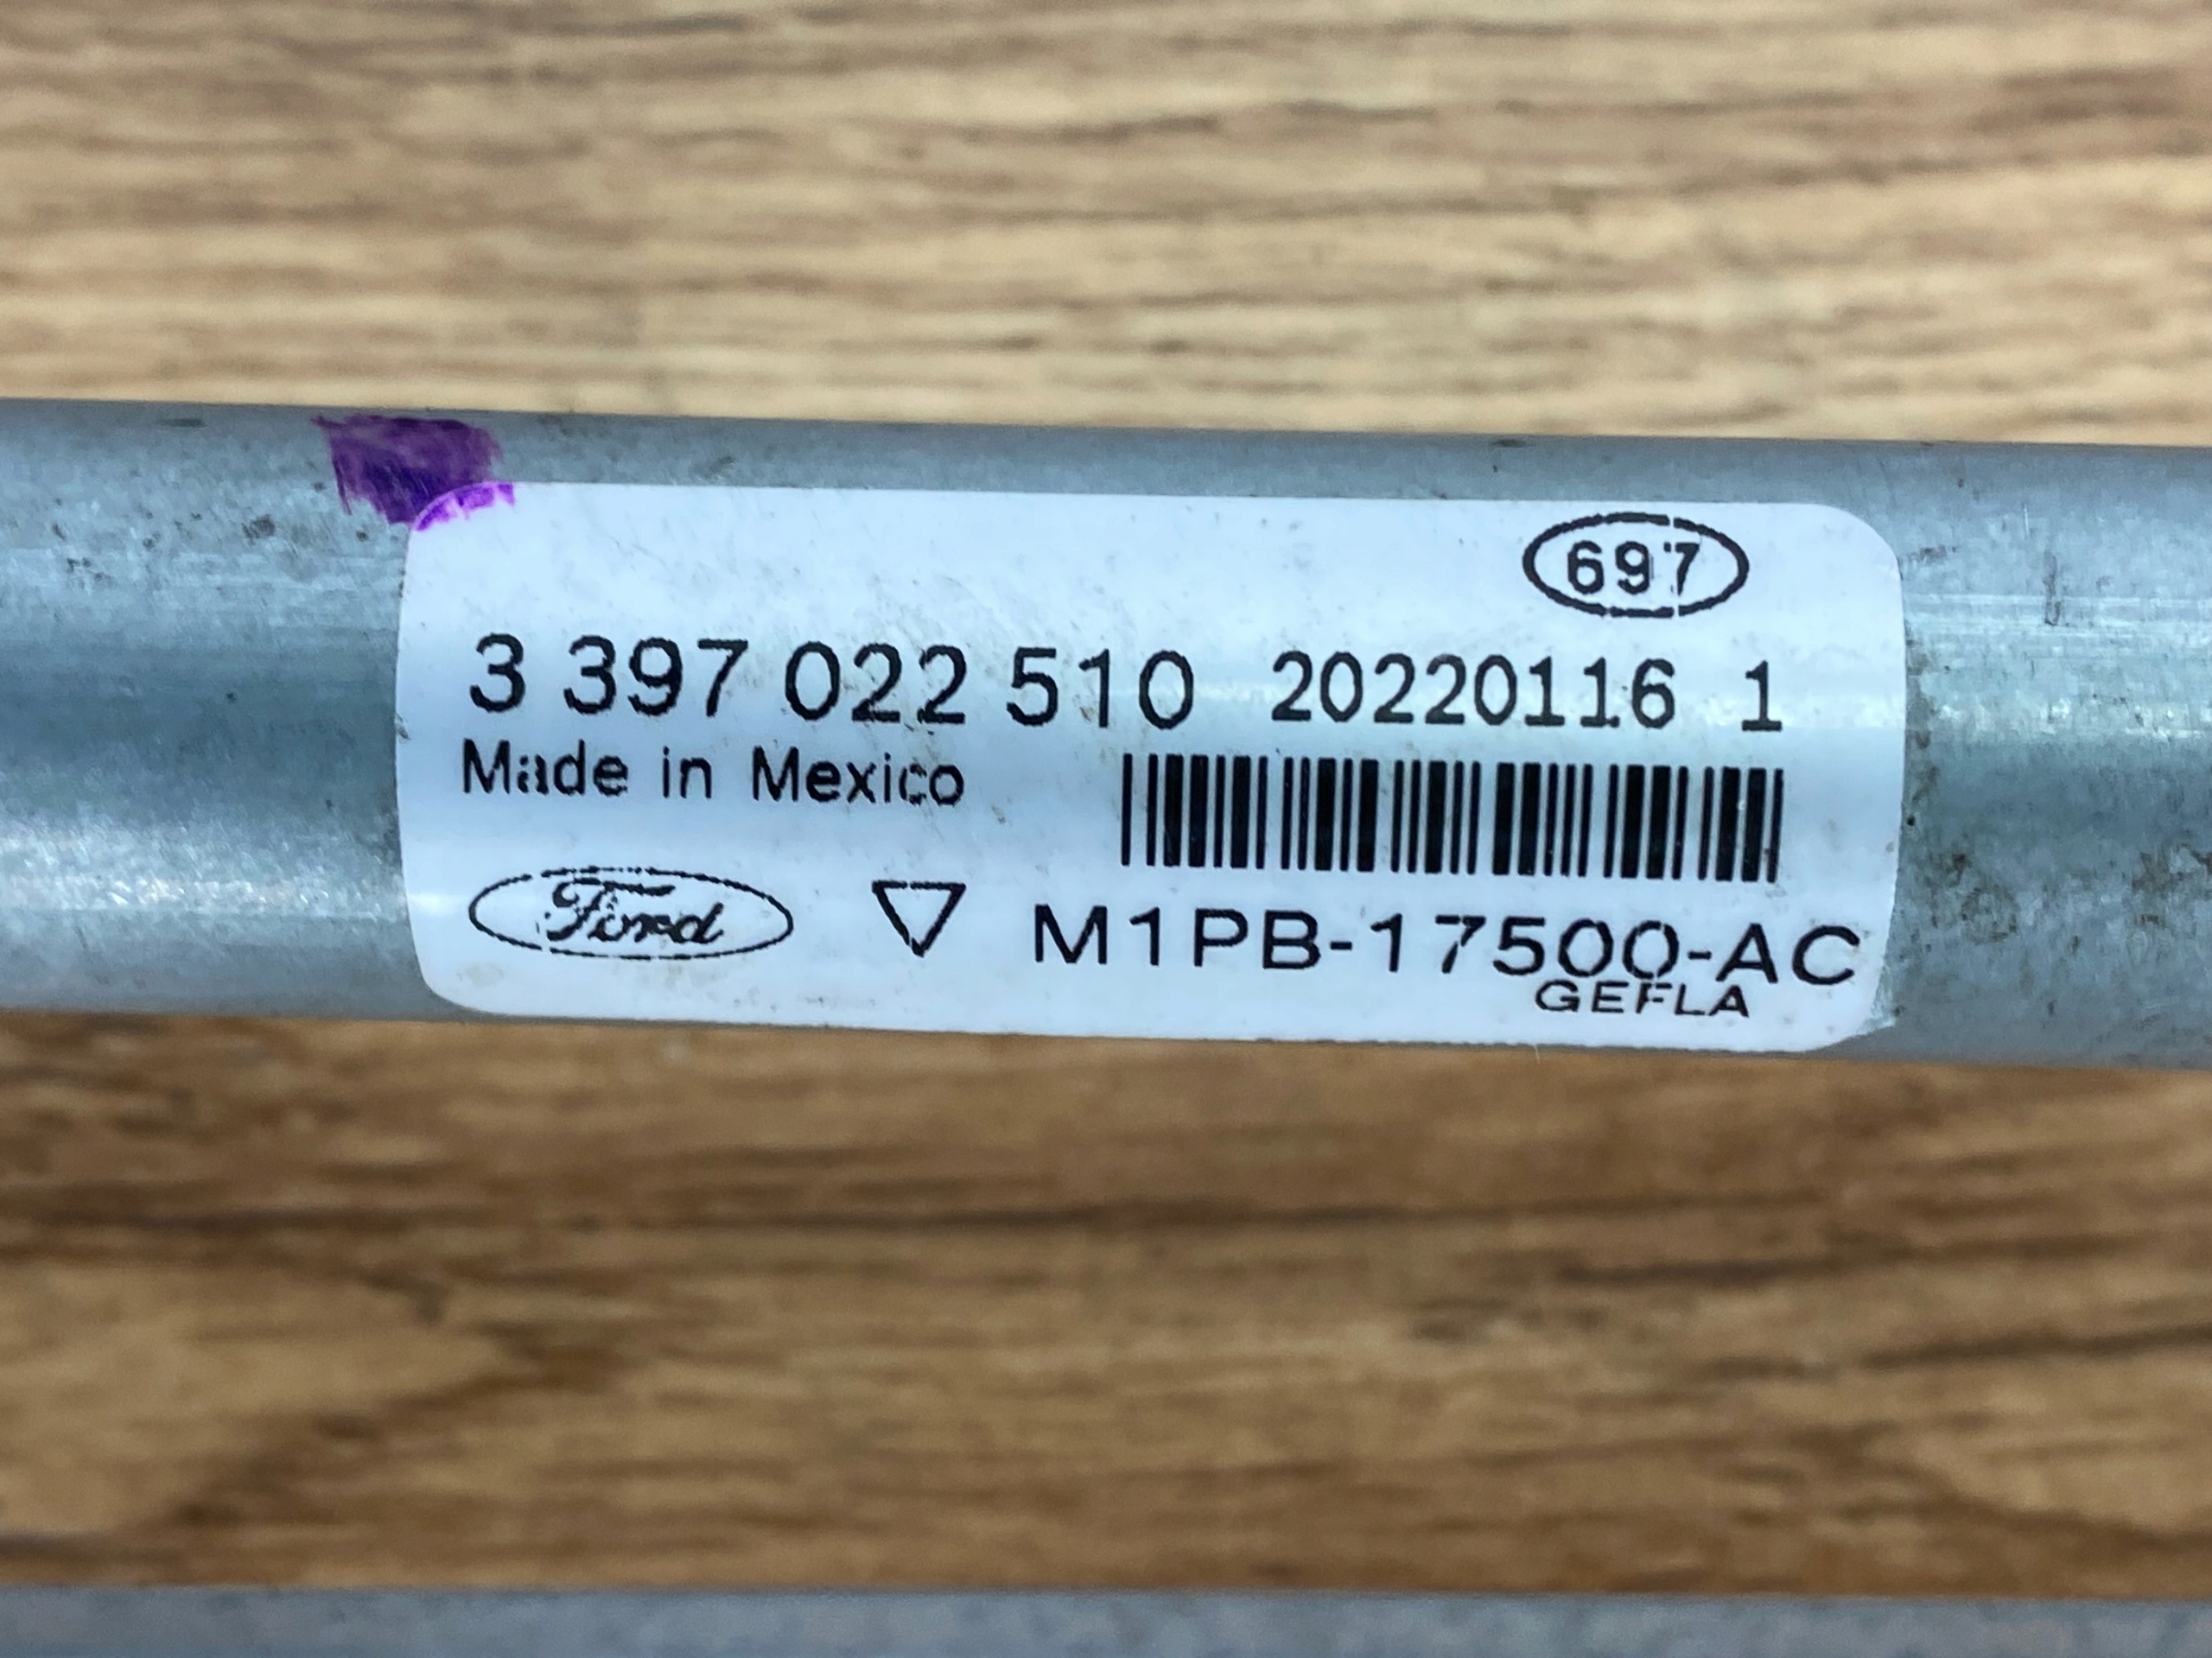 697
3 397 022 510 20220116 1
Made in Mexico
Ford M1PB-17500-AC
GEFLA